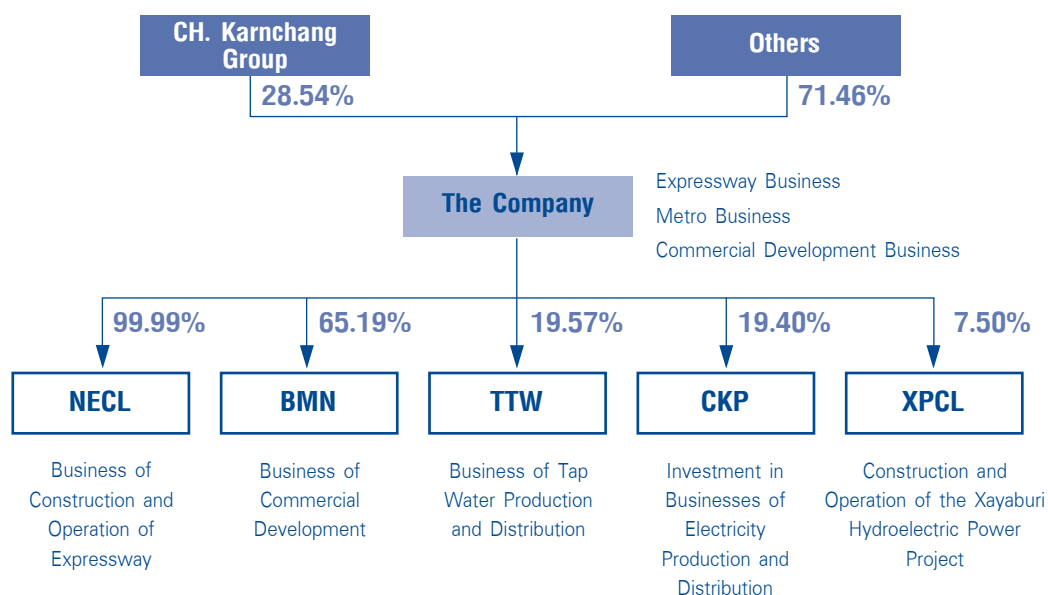 CH. Karnchang
Group
Others
28.54%
71.46%
The Company
Expressway Business
Metro Business
Commercial Development Business
99.99%
65.19%
19.57%
19.40%
7.50%
NECL
BMN
TTW
CKP
XPCL
Business of
Construction and
Operation of
Expressway
Business of
Commercial
Development
Business of Tap
Water Production
and Distribution
Investment in
Businesses of
Electricity
Production and
Distribution
Construction and
Operation of the Xayaburi
Hydroelectric Power
Project